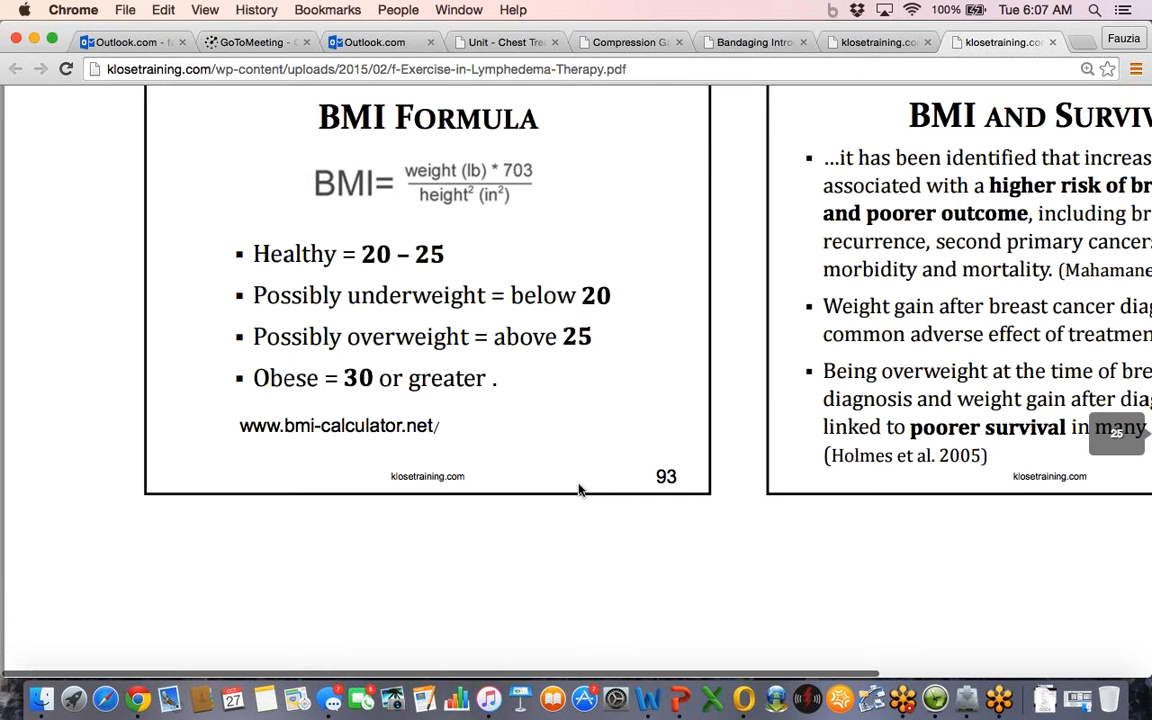 Chrome File Edit View History Bookmarks People Window Help 100% Tue 6:07 AM
Outlook.com - f GoToMeeting - Outlook.com Unit - Chest Tre Compression G Bandaging Intro klosetraining.co klosetraining.co Fauzia
klosetraining.com/wp-content/uploads/2015/02/f-Exercise-in-Lymphedema-Therapy.pdf
BMI FORMULA
BMI= weight (lb) * 703
height² (in²)
▪ Healthy = 20 – 25
▪ Possibly underweight = below 20
▪ Possibly overweight = above 25
▪ Obese = 30 or greater .
www.bmi-calculator.net/
klosetraining.com 93
BMI AND SURVIV
▪ ...it has been identified that increas
associated with a higher risk of br
and poorer outcome, including br
recurrence, second primary cancer
morbidity and mortality. (Mahamane
▪ Weight gain after breast cancer diag
common adverse effect of treatmen
▪ Being overweight at the time of bre
diagnosis and weight gain after diag
linked to poorer survival in many
(Holmes et al. 2005)
klosetraining.com
25
OCT
27